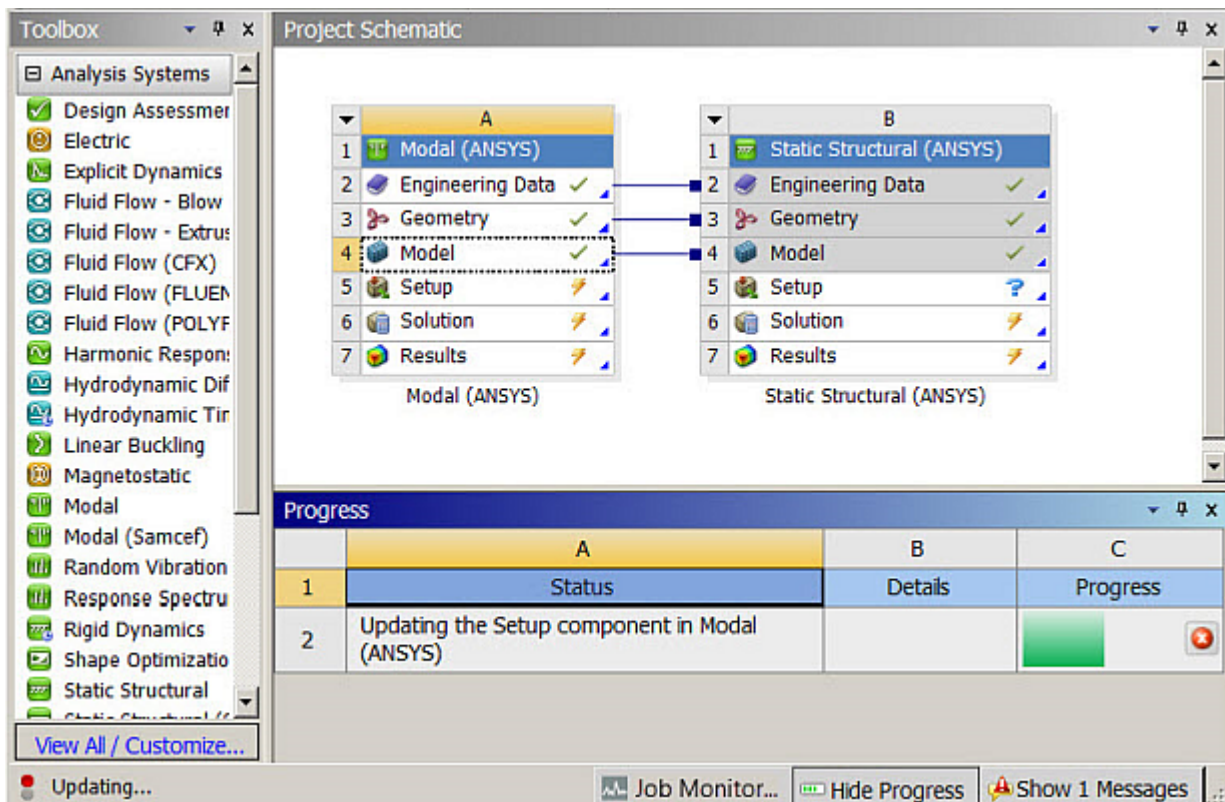 Toolbox
Analysis Systems
Design Assessmer
Electric
Explicit Dynamics
Fluid Flow - Blow
Fluid Flow - Extrus
Fluid Flow (CFX)
Fluid Flow (FLUEN
Fluid Flow (POLYF
Harmonic Respon
Hydrodynamic Dif
Hydrodynamic Tin
Linear Buckling
Magnetostatic
Modal
Modal (Samcef)
Random Vibration
Response Spectru
Rigid Dynamics
Shape Optimizatio
Static Structural
View All / Customize...
Project Schematic
A
1 Modal (ANSYS)
2 Engineering Data
3 Geometry
4 Model
5 Setup
6 Solution
7 Results
Modal (ANSYS)
B
1 Static Structural (ANSYS)
2 Engineering Data
3 Geometry
4 Model
5 Setup ?
6 Solution
7 Results
Static Structural (ANSYS)
Progress
A B C
1 Status Details Progress
2 Updating the Setup component in Modal
(ANSYS)
Updating... Job Monitor... Hide Progress Show 1 Messages